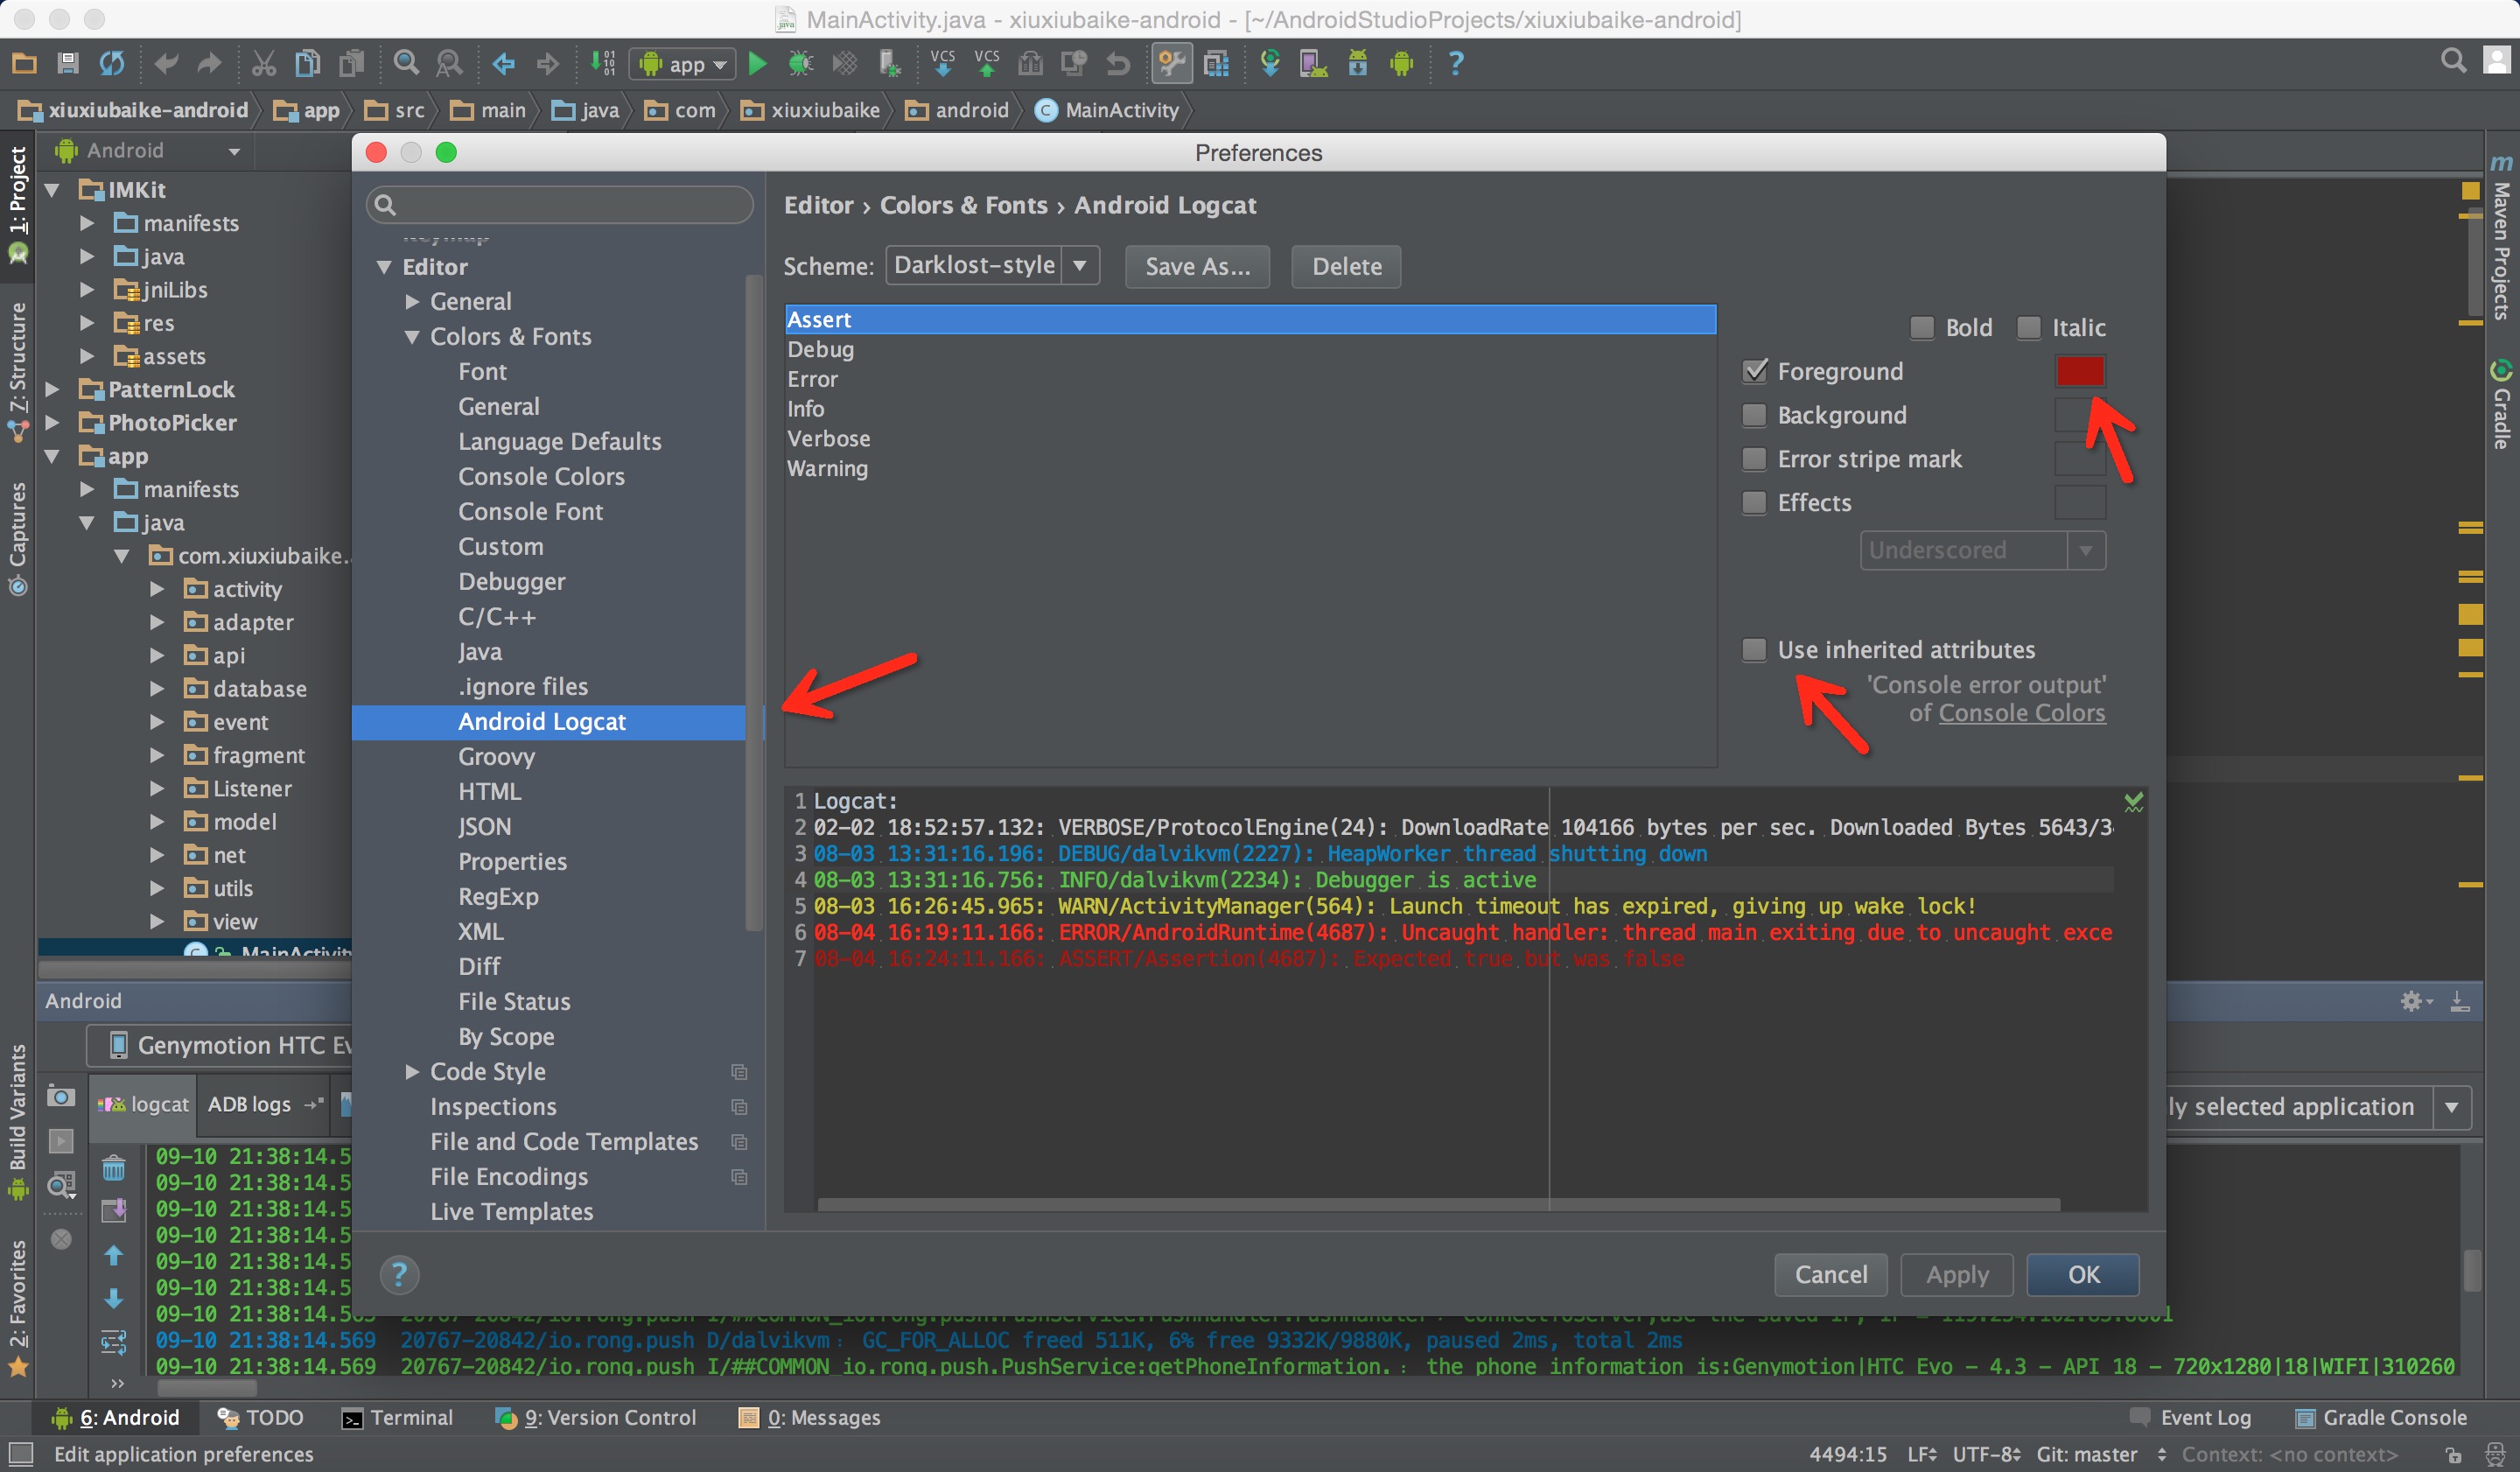 MainActivity.java - xiuxiubaike-android - [~/AndroidStudioProjects/xiuxiubaike-android]
app
VCS
VCS
xiuxiubaike-android
app
src
main
java
com
xiuxiubaike
android
MainActivity
1: Project
Z: Structure
Captures
Build Variants
2: Favorites
Android
IMKit
manifests
java
jniLibs
res
assets
PatternLock
PhotoPicker
app
manifests
java
com.xiuxiubaike.
activity
adapter
api
database
event
fragment
Listener
model
net
utils
view
MainActivity
Preferences
Keymap
Editor
General
Colors & Fonts
Font
General
Language Defaults
Console Colors
Console Font
Custom
Debugger
C/C++
Java
.ignore files
Android Logcat
Groovy
HTML
JSON
Properties
RegExp
XML
Diff
File Status
By Scope
Code Style
Inspections
File and Code Templates
File Encodings
Live Templates
Editor › Colors & Fonts › Android Logcat
Scheme: Darklost-style
Save As...
Delete
Assert
Debug
Error
Info
Verbose
Warning
Bold
Italic
Foreground
Background
Error stripe mark
Effects
Underscored
Use inherited attributes
'Console error output'
of Console Colors
1 Logcat:
2 02-02 18:52:57.132: VERBOSE/ProtocolEngine(24): DownloadRate 104166 bytes per sec. Downloaded Bytes 5643/3
3 08-03 13:31:16.196: DEBUG/dalvikvm(2227): HeapWorker thread shutting down
4 08-03 13:31:16.756: INFO/dalvikvm(2234): Debugger is active
5 08-03 16:26:45.965: WARN/ActivityManager(564): Launch timeout has expired, giving up wake lock!
6 08-04 16:19:11.166: ERROR/AndroidRuntime(4687): Uncaught handler: thread main exiting due to uncaught exce
7 08-04 16:24:11.166: ASSERT/Assertion(4687): Expected true but was false
Cancel
Apply
OK
Maven Projects
Gradle
Android
Genymotion HTC Ev
logcat
ADB logs
ly selected application
09-10 21:38:14.5
09-10 21:38:14.5
09-10 21:38:14.5
09-10 21:38:14.5
09-10 21:38:14.5
09-10 21:38:14.5
09-10 21:38:14.569 20767-20842/io.rong.push D/dalvikvm: GC_FOR_ALLOC freed 511K, 6% free 9332K/9880K, paused 2ms, total 2ms
09-10 21:38:14.569 20767-20842/io.rong.push I/##COMMON_io.rong.push.PushService:getPhoneInformation.: the phone information is:Genymotion|HTC Evo - 4.3 - API 18 - 720x1280|18|WIFI|310260
6: Android
TODO
Terminal
9: Version Control
0: Messages
Event Log
Gradle Console
Edit application preferences
4494:15
LF
UTF-8
Git: master
Context: <no context>